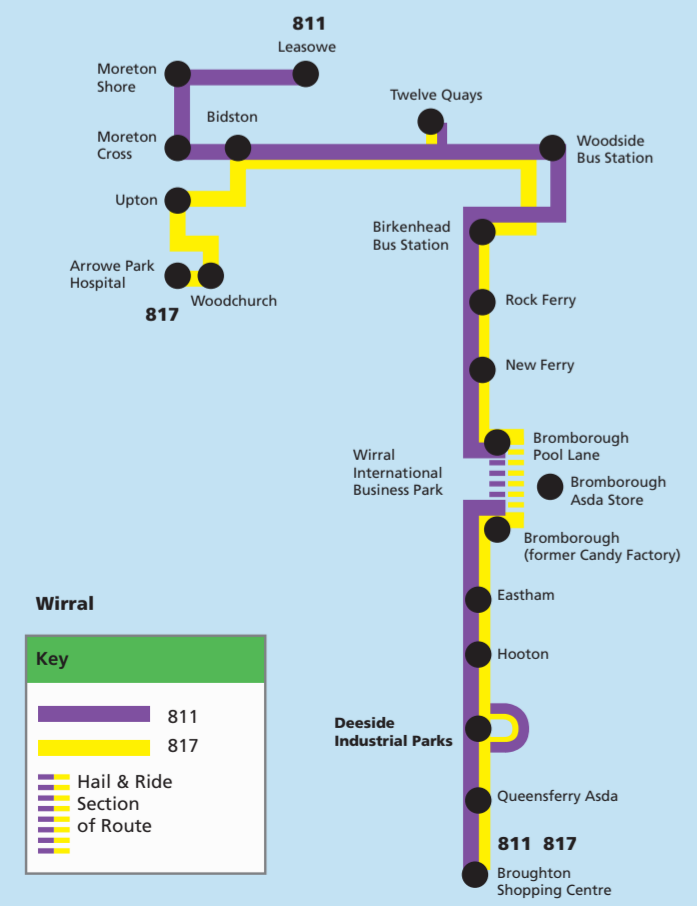 811
Leasowe
Moreton
Shore
Twelve Quays
Bidston
Moreton
Cross
Woodside
Bus Station
Upton
Birkenhead
Bus Station
Arrowe Park
Hospital
Woodchurch
817
Rock Ferry
New Ferry
Bromborough
Pool Lane
Wirral
International
Business Park
Bromborough
Asda Store
Bromborough
(former Candy Factory)
Eastham
Hooton
Deeside
Industrial Parks
Queensferry Asda
811 817
Broughton
Shopping Centre
Wirral
Key
811
817
Hail & Ride
Section
of Route